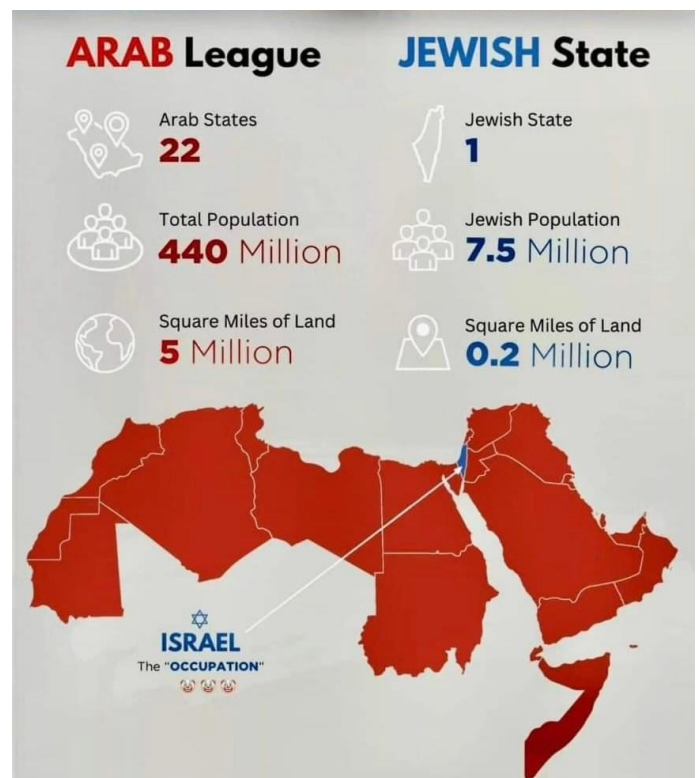 ARAB League
Arab States
22
Total Population
440 Million
Square Miles of Land
5 Million
JEWISH State
Jewish State
1
Jewish Population
7.5 Million
Square Miles of Land
0.2 Million
ISRAEL
The "OCCUPATION"